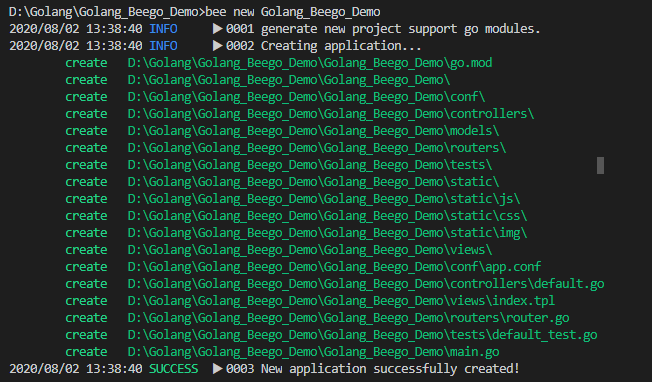 D:\Golang\Golang_Beego_Demo>bee new Golang_Beego_Demo
2020/08/02 13:38:40 INFO ▶ 0001 generate new project support go modules.
2020/08/02 13:38:40 INFO ▶ 0002 Creating application...
create D:\Golang\Golang_Beego_Demo\Golang_Beego_Demo\go.mod
create D:\Golang\Golang_Beego_Demo\Golang_Beego_Demo\
create D:\Golang\Golang_Beego_Demo\Golang_Beego_Demo\conf\
create D:\Golang\Golang_Beego_Demo\Golang_Beego_Demo\controllers\
create D:\Golang\Golang_Beego_Demo\Golang_Beego_Demo\models\
create D:\Golang\Golang_Beego_Demo\Golang_Beego_Demo\routers\
create D:\Golang\Golang_Beego_Demo\Golang_Beego_Demo\tests\
create D:\Golang\Golang_Beego_Demo\Golang_Beego_Demo\static\
create D:\Golang\Golang_Beego_Demo\Golang_Beego_Demo\static\js\
create D:\Golang\Golang_Beego_Demo\Golang_Beego_Demo\static\css\
create D:\Golang\Golang_Beego_Demo\Golang_Beego_Demo\static\img\
create D:\Golang\Golang_Beego_Demo\Golang_Beego_Demo\views\
create D:\Golang\Golang_Beego_Demo\Golang_Beego_Demo\conf\app.conf
create D:\Golang\Golang_Beego_Demo\Golang_Beego_Demo\controllers\default.go
create D:\Golang\Golang_Beego_Demo\Golang_Beego_Demo\views\index.tpl
create D:\Golang\Golang_Beego_Demo\Golang_Beego_Demo\routers\router.go
create D:\Golang\Golang_Beego_Demo\Golang_Beego_Demo\tests\default_test.go
create D:\Golang\Golang_Beego_Demo\Golang_Beego_Demo\main.go
2020/08/02 13:38:40 SUCCESS ▶ 0003 New application successfully created!